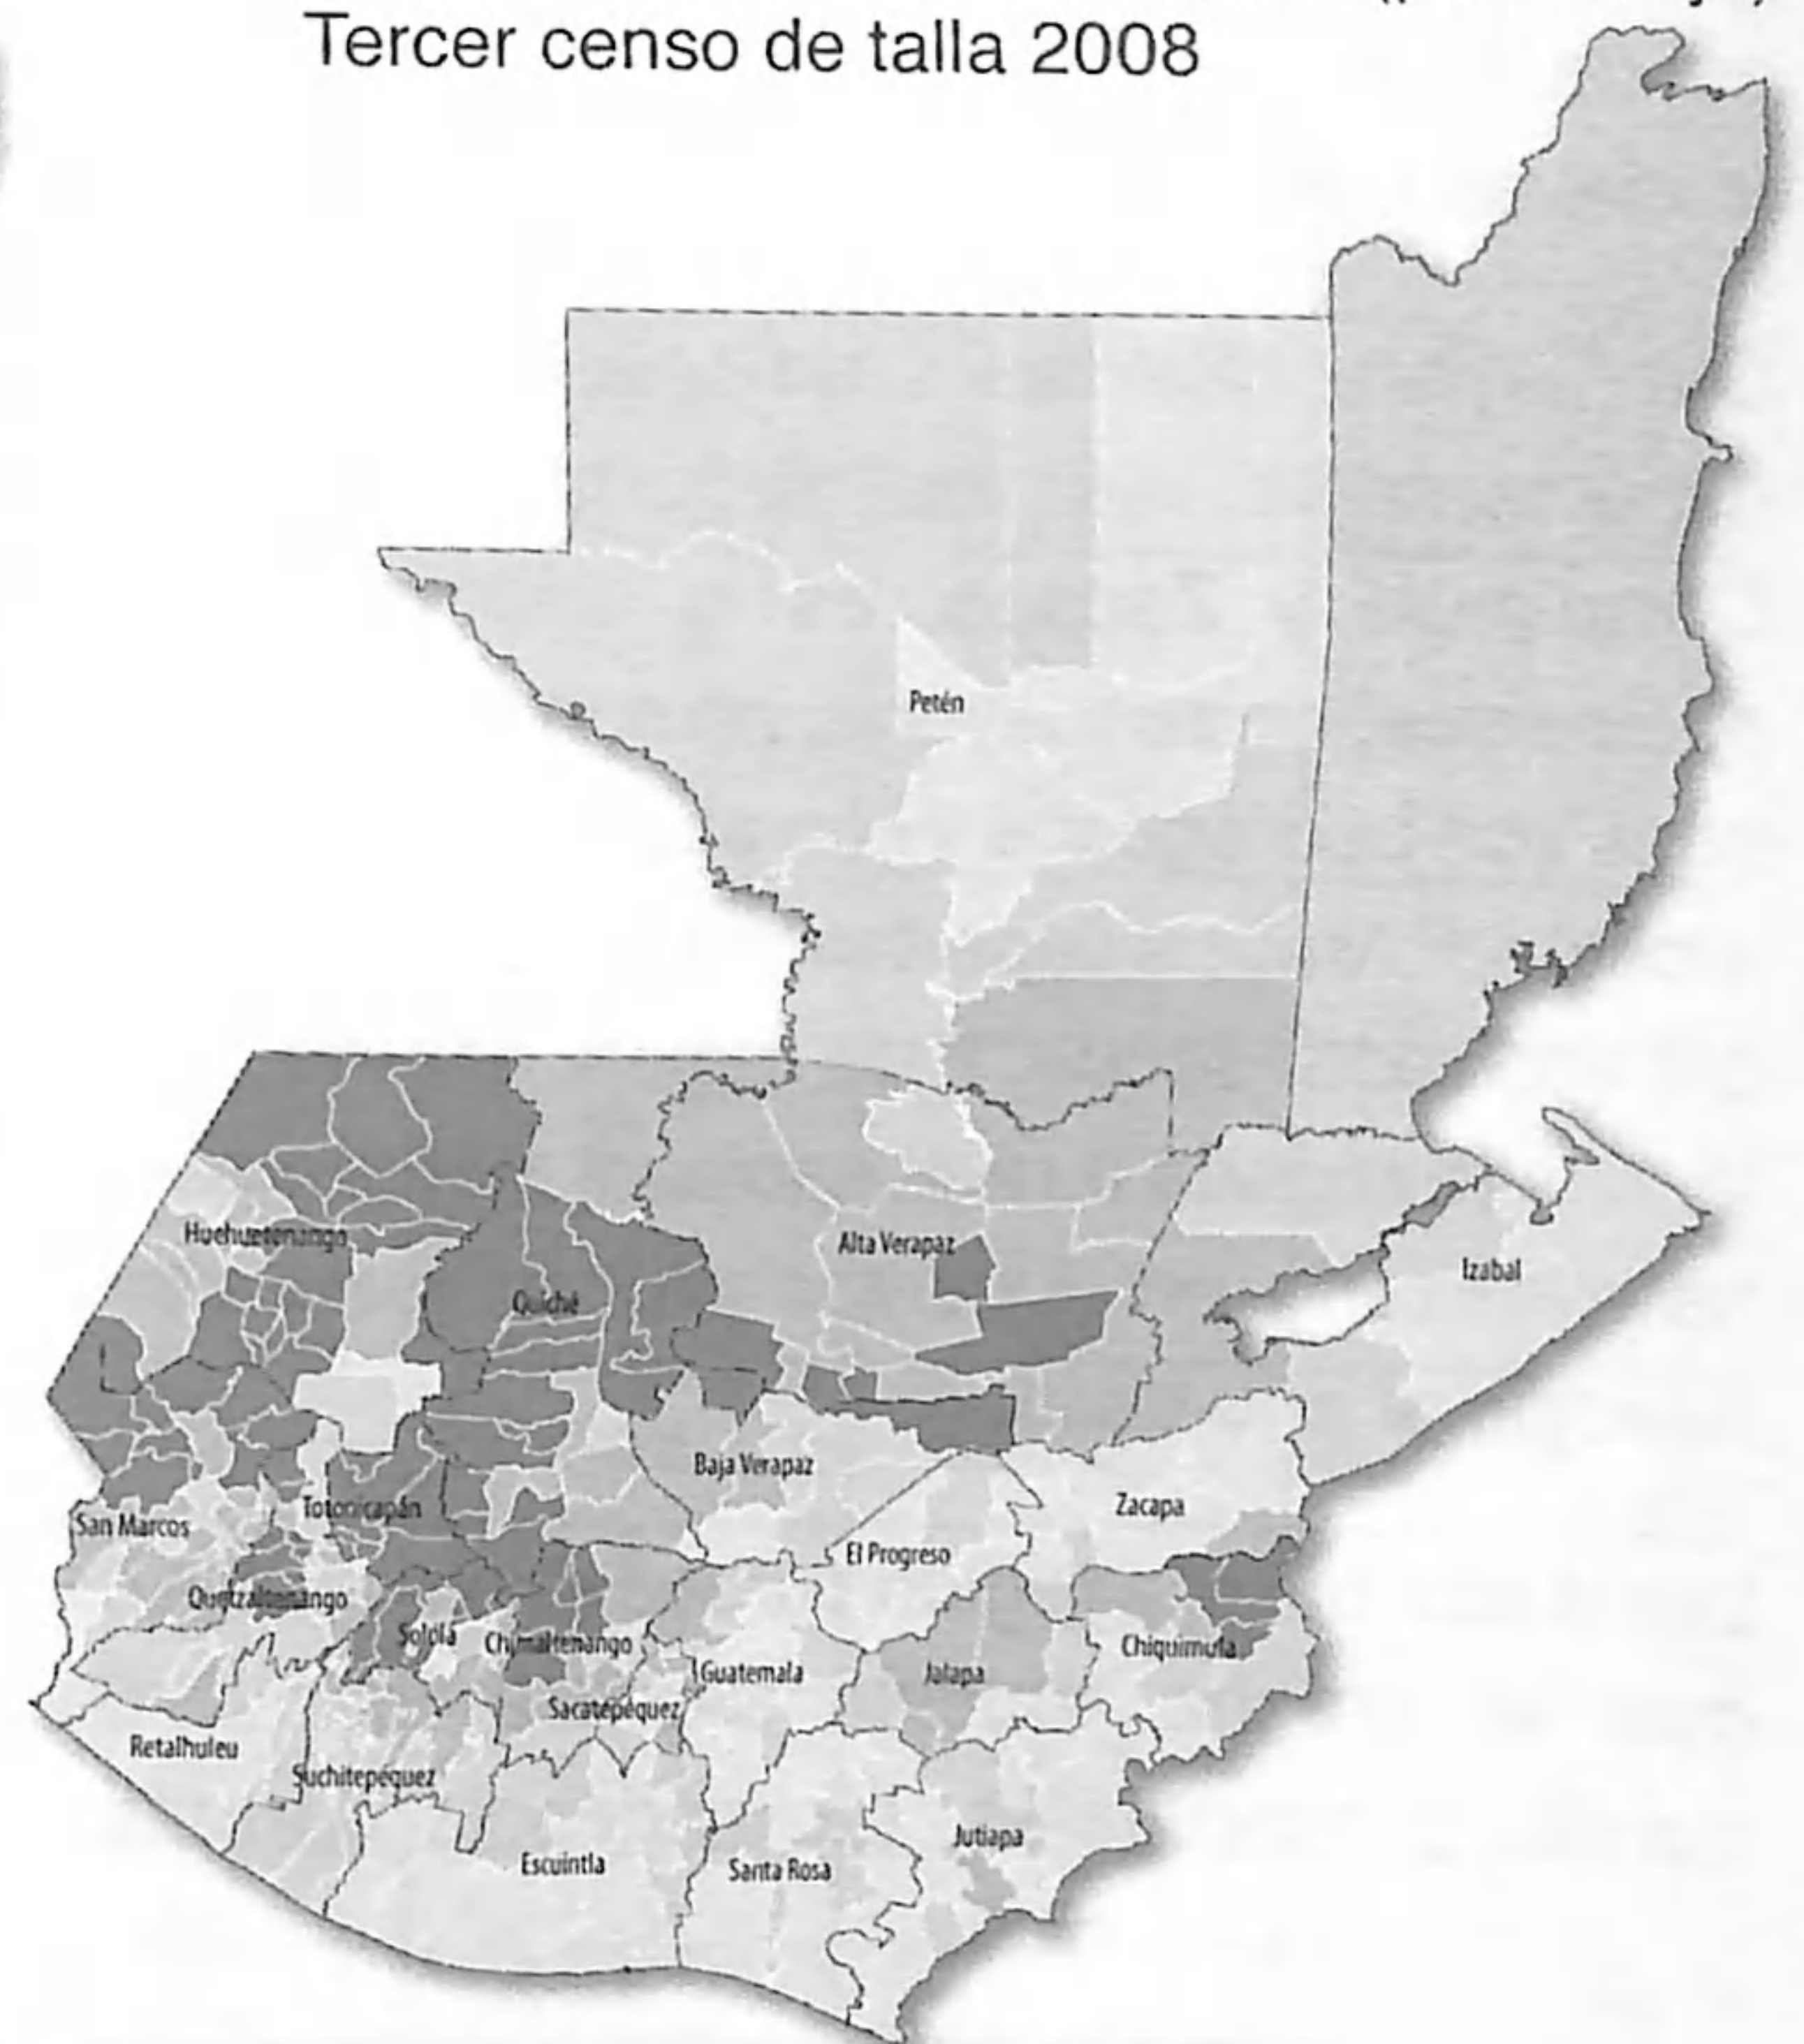 Tercer censo de talla 2008
Petén
Huehuetenango
Alta Verapaz
Izabal
Quiché
Baja Verapaz
Zacapa
Totonicapán
San Marcos
El Progreso
Quetzaltenango
Sololá
Chimaltenango
Chiquimula
Guatemala
Jalapa
Sacatepéquez
Retalhuleu
Suchitepéquez
Jutiapa
Escuintla
Santa Rosa